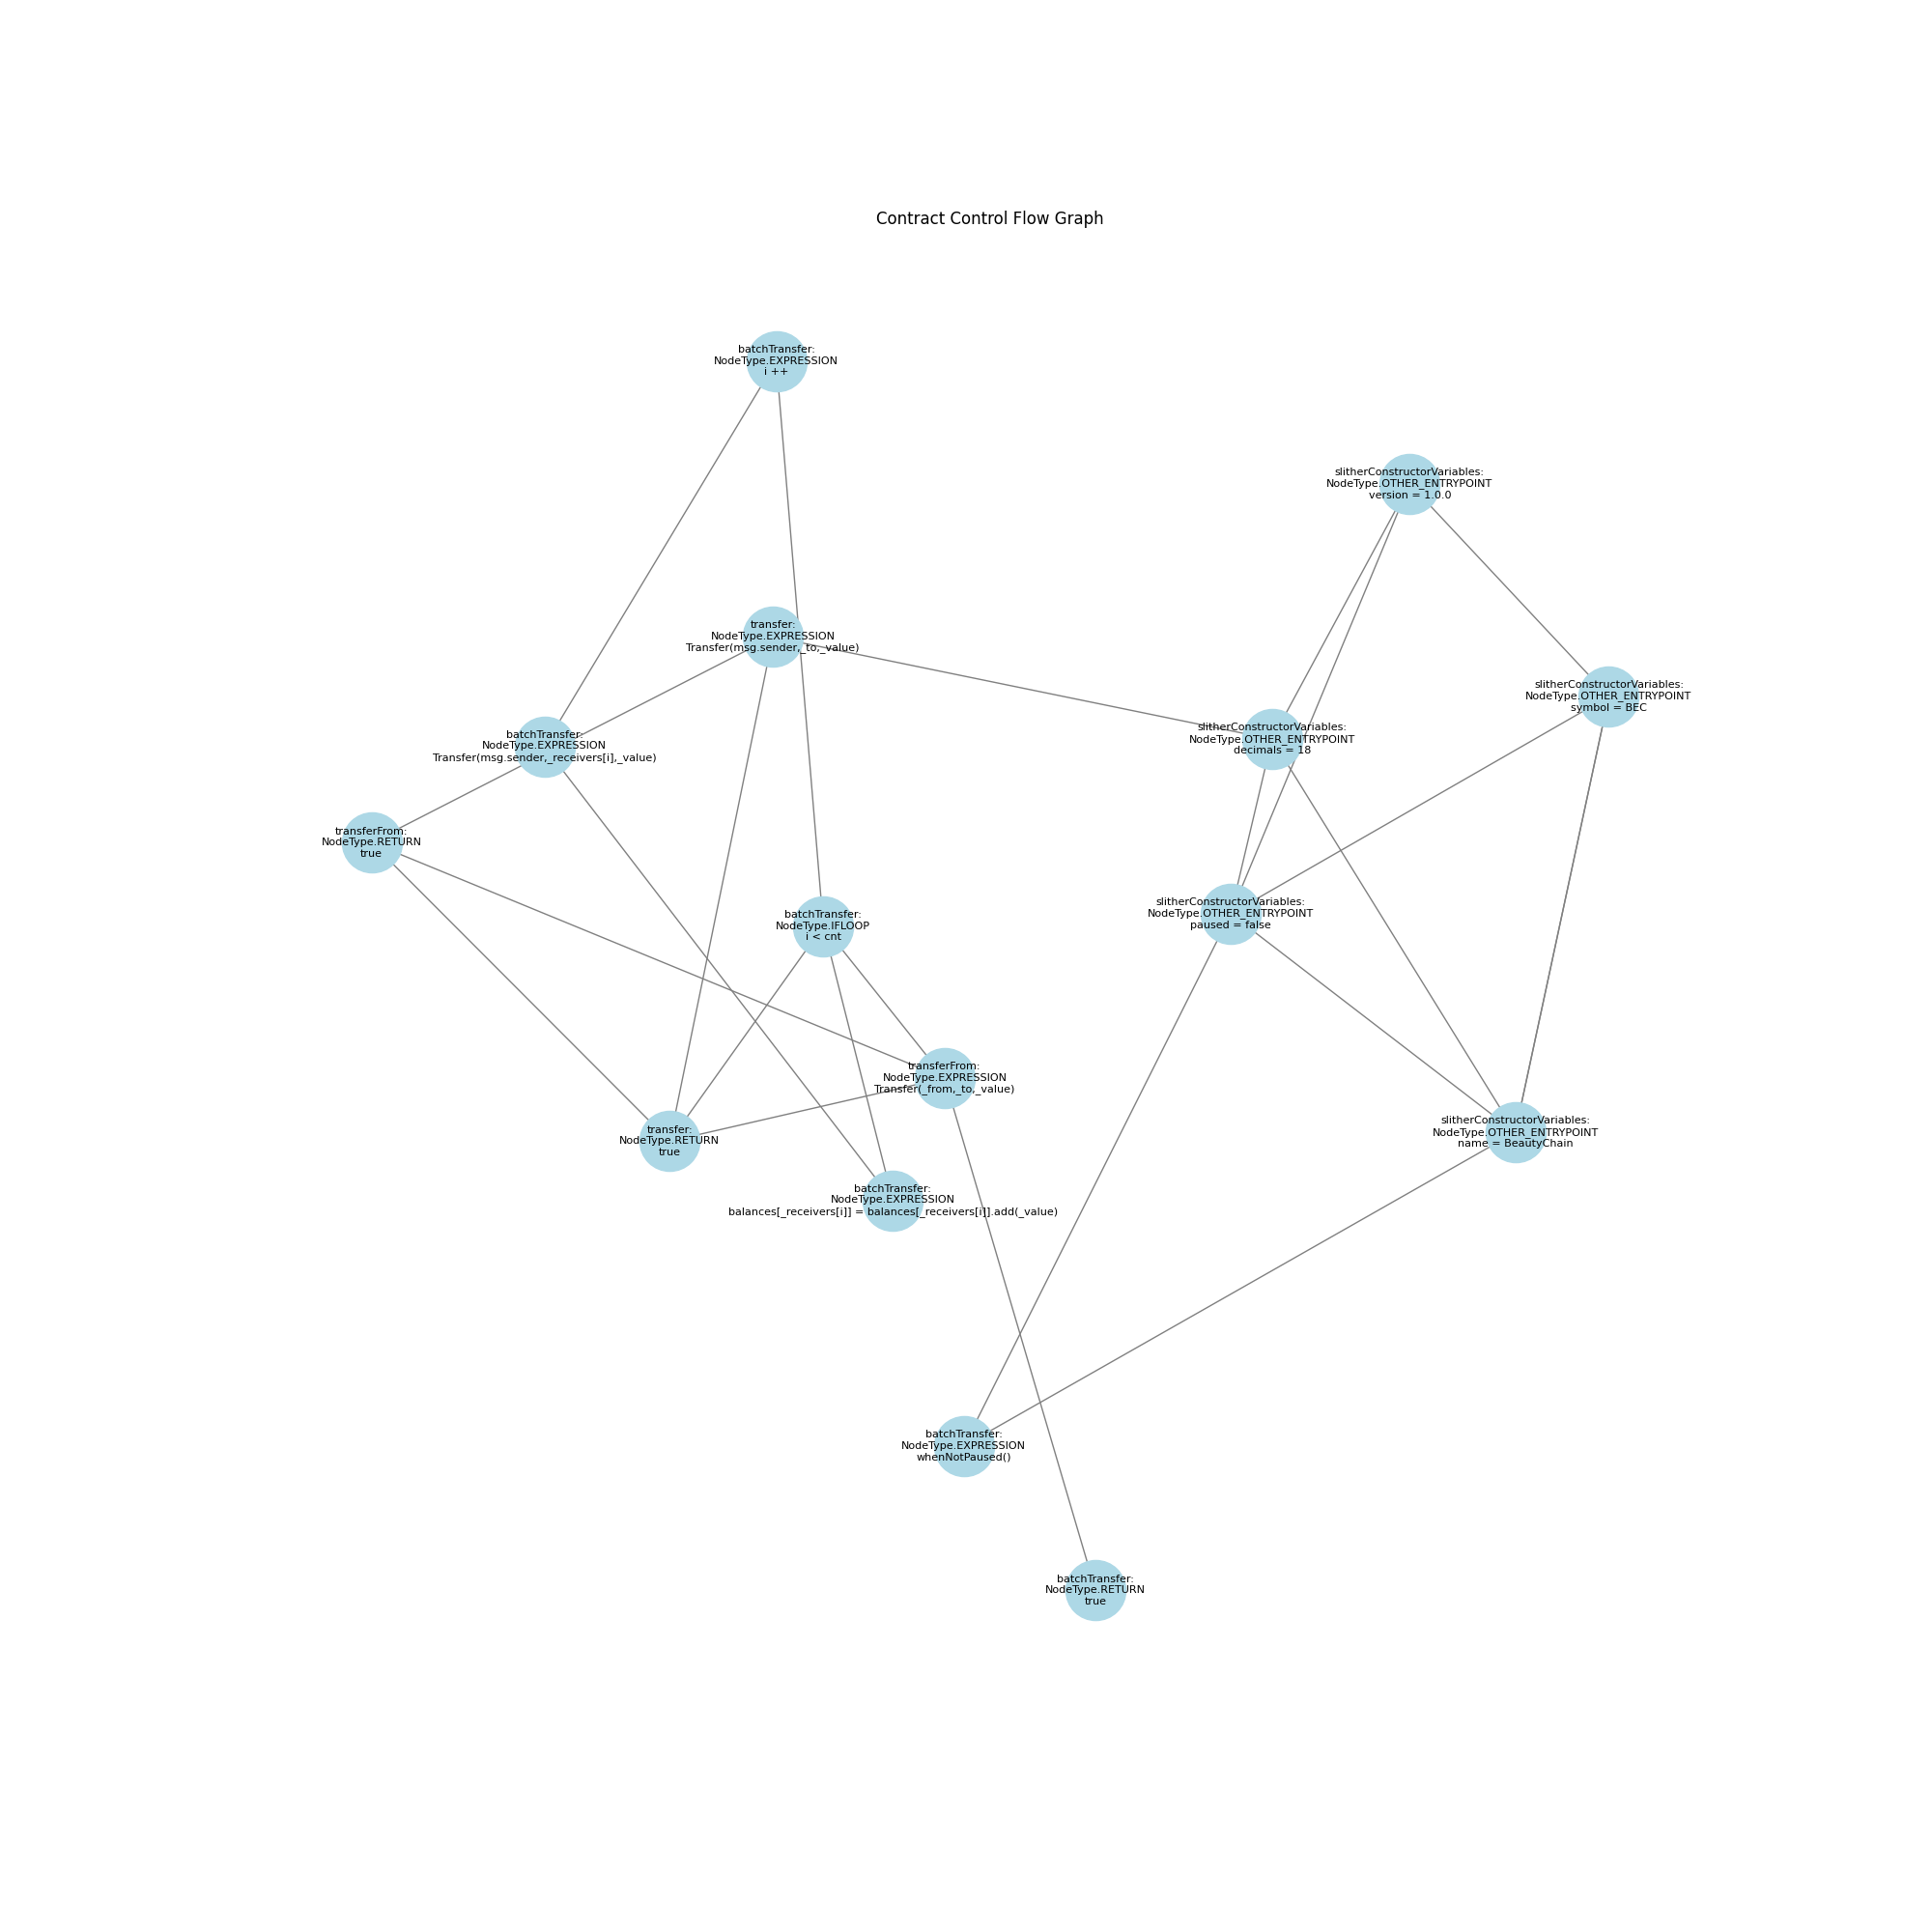 Contract Control Flow Graph
batchTransfer:
NodeType.EXPRESSION
i ++
slitherConstructorVariables:
NodeType.OTHER_ENTRYPOINT
version = 1.0.0
transfer:
NodeType.EXPRESSION
Transfer(msg.sender,_to,_value)
slitherConstructorVariables:
NodeType.OTHER_ENTRYPOINT
symbol = BEC
batchTransfer:
NodeType.EXPRESSION
Transfer(msg.sender,_receivers[i],_value)
slitherConstructorVariables:
NodeType.OTHER_ENTRYPOINT
decimals = 18
transferFrom:
NodeType.RETURN
true
batchTransfer:
NodeType.IFLOOP
i < cnt
slitherConstructorVariables:
NodeType.OTHER_ENTRYPOINT
paused = false
transferFrom:
NodeType.EXPRESSION
Transfer(_from,_to,_value)
transfer:
NodeType.RETURN
true
slitherConstructorVariables:
NodeType.OTHER_ENTRYPOINT
name = BeautyChain
batchTransfer:
NodeType.EXPRESSION
balances[_receivers[i]] = balances[_receivers[i]].add(_value)
batchTransfer:
NodeType.EXPRESSION
whenNotPaused()
batchTransfer:
NodeType.RETURN
true